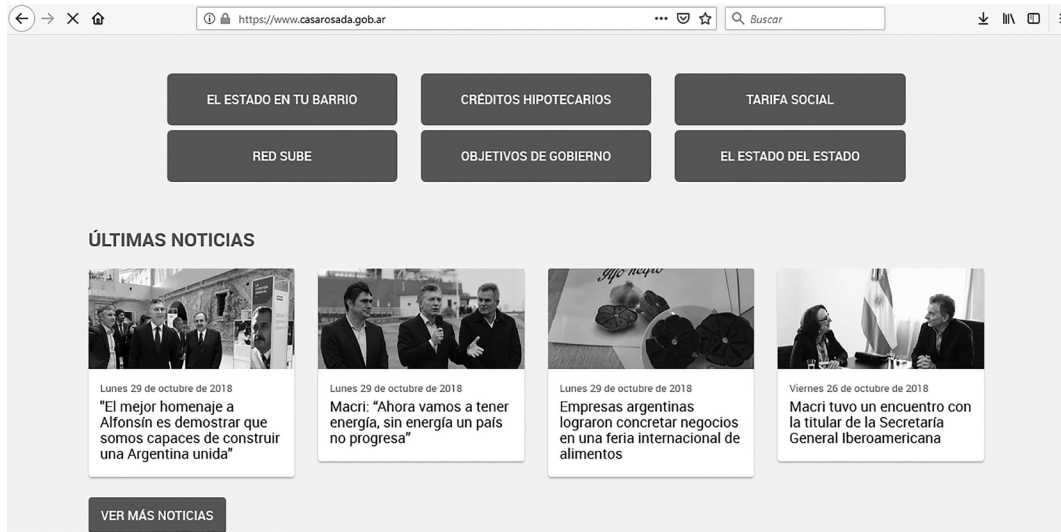 https://www.casarosada.gob.ar
Buscar
EL ESTADO EN TU BARRIO
CRÉDITOS HIPOTECARIOS
TARIFA SOCIAL
RED SUBE
OBJETIVOS DE GOBIERNO
EL ESTADO DEL ESTADO
ÚLTIMAS NOTICIAS
Lunes 29 de octubre de 2018
"El mejor homenaje a
Alfonsín es demostrar que
somos capaces de construir
una Argentina unida"
Lunes 29 de octubre de 2018
Macri: “Ahora vamos a tener
energía, sin energía un país
no progresa”
Lunes 29 de octubre de 2018
Empresas argentinas
lograron concretar negocios
en una feria internacional de
alimentos
Viernes 26 de octubre de 2018
Macri tuvo un encuentro con
la titular de la Secretaría
General Iberoamericana
VER MÁS NOTICIAS